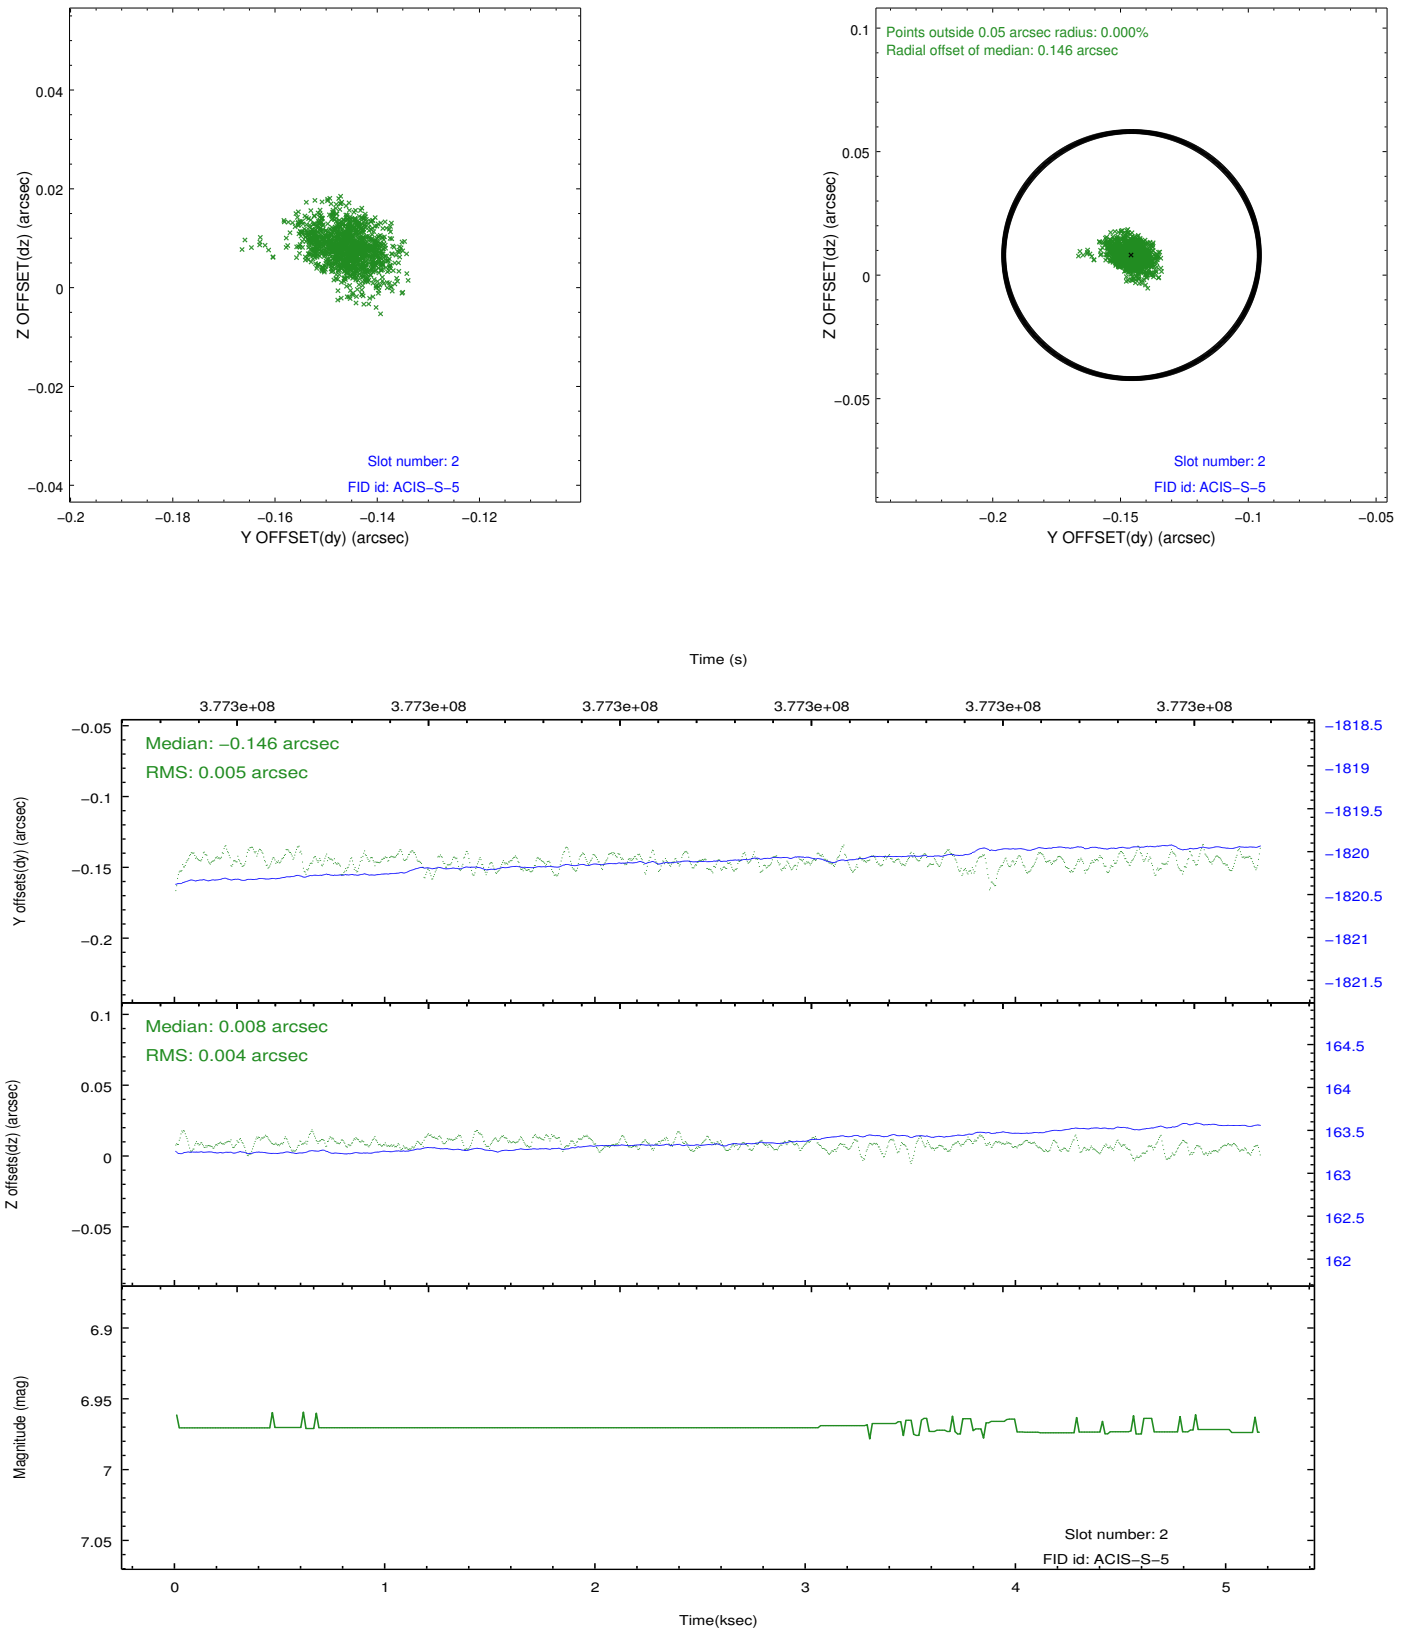 0.04
0.02
0
−0.02
−0.04
Z OFFSET(dz) (arcsec)
Slot number: 2
FID id: ACIS−S−5
−0.2
−0.18
−0.16
−0.14
−0.12
Y OFFSET(dy) (arcsec)
Points outside 0.05 arcsec radius: 0.000%
Radial offset of median: 0.146 arcsec
0.1
0.05
0
−0.05
Z OFFSET(dz) (arcsec)
Slot number: 2
FID id: ACIS−S−5
−0.2
−0.15
−0.1
−0.05
Y OFFSET(dy) (arcsec)
Time (s)
3.773e+08
3.773e+08
3.773e+08
3.773e+08
3.773e+08
3.773e+08
Median: −0.146 arcsec
RMS: 0.005 arcsec
−0.05
−0.1
−0.15
−0.2
Y offsets(dy) (arcsec)
−1818.5
−1819
−1819.5
−1820
−1820.5
−1821
−1821.5
Median: 0.008 arcsec
RMS: 0.004 arcsec
0.1
0.05
0
−0.05
Z offsets(dz) (arcsec)
164.5
164
163.5
163
162.5
162
6.9
6.95
7
7.05
Magnitude (mag)
Slot number: 2
FID id: ACIS−S−5
0
1
2
3
4
5
Time(ksec)